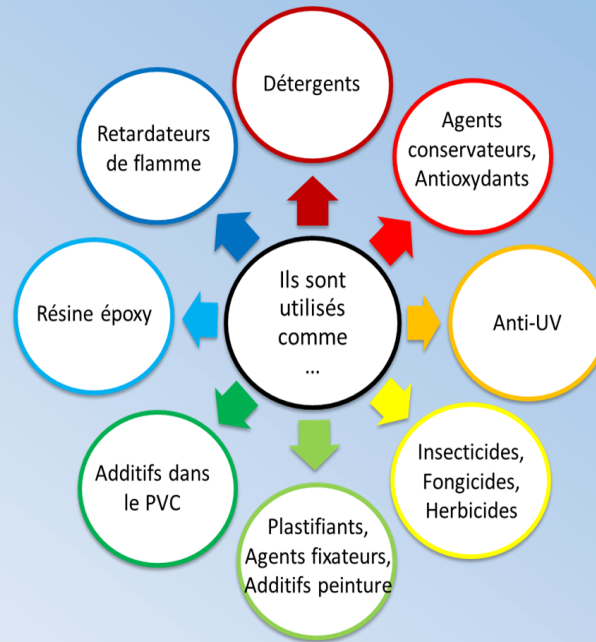 Détergents
Agents
conservateurs,
Antioxydants
Anti-UV
Insecticides,
Fongicides,
Herbicides
Plastifiants,
Agents fixateurs,
Additifs peinture
Additifs dans
le PVC
Résine époxy
Retardateurs
de flamme
Ils sont
utilisés
comme
...